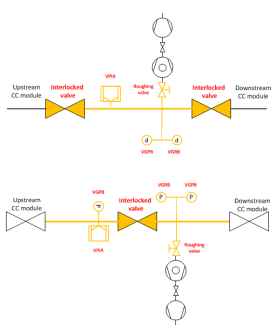 VPIA
Roughing
valve
Upstream
CC module
Interlocked
valve
Interlocked
valve
Downstream
CC module
d
d
VGPB
VGRB
VGPB
VGRB
VGPB
Upstream
CC module
P
Interlocked
valve
P
P
Downstream
CC module
VPIA
Roughing
valve